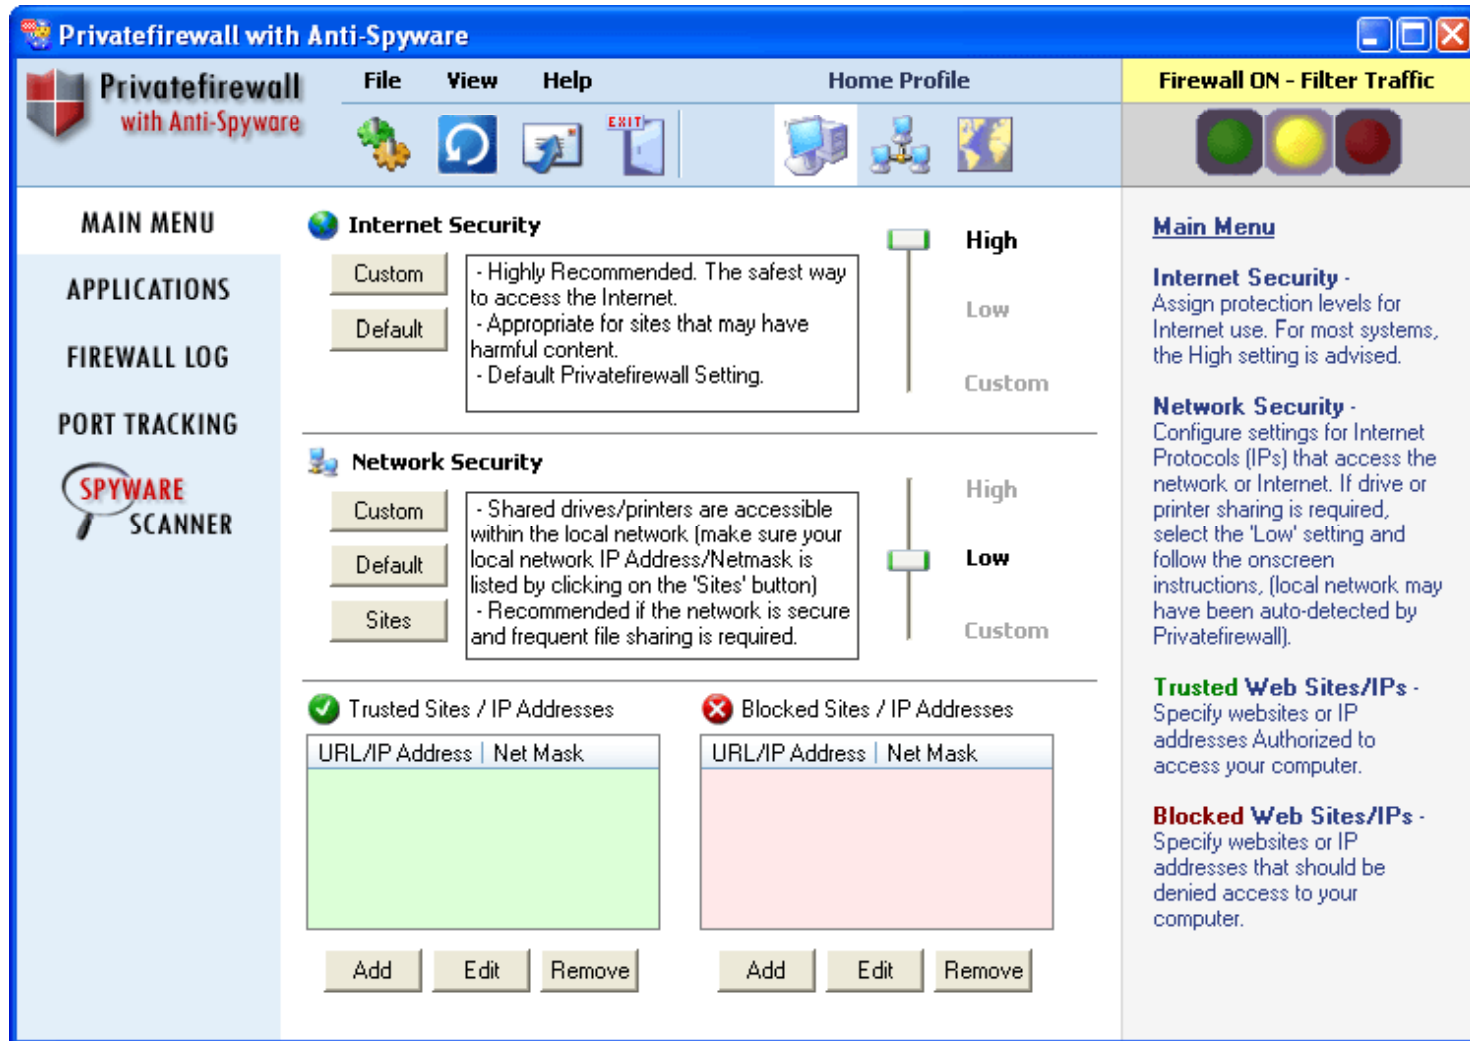 Privatefirewall with Anti-Spyware
Privatefirewall
with Anti-Spyware
File View Help
EXIT
Home Profile
Firewall ON - Filter Traffic
MAIN MENU
APPLICATIONS
FIREWALL LOG
PORT TRACKING
SPYWARE
SCANNER
Internet Security
Custom
Default
- Highly Recommended. The safest way
to access the Internet.
- Appropriate for sites that may have
harmful content.
- Default Privatefirewall Setting.
High
Low
Custom
Network Security
Custom
Default
Sites
- Shared drives/printers are accessible
within the local network (make sure your
local network IP Address/Netmask is
listed by clicking on the 'Sites' button)
- Recommended if the network is secure
and frequent file sharing is required.
High
Low
Custom
Trusted Sites / IP Addresses
URL/IP Address Net Mask
Add Edit Remove
Blocked Sites / IP Addresses
URL/IP Address Net Mask
Add Edit Remove
Main Menu
Internet Security -
Assign protection levels for
Internet use. For most systems,
the High setting is advised.
Network Security -
Configure settings for Internet
Protocols (IPs) that access the
network or Internet. If drive or
printer sharing is required,
select the 'Low' setting and
follow the onscreen
instructions, (local network may
have been auto-detected by
Privatefirewall).
Trusted Web Sites/IPs -
Specify websites or IP
addresses Authorized to
access your computer.
Blocked Web Sites/IPs -
Specify websites or IP
addresses that should be
denied access to your
computer.